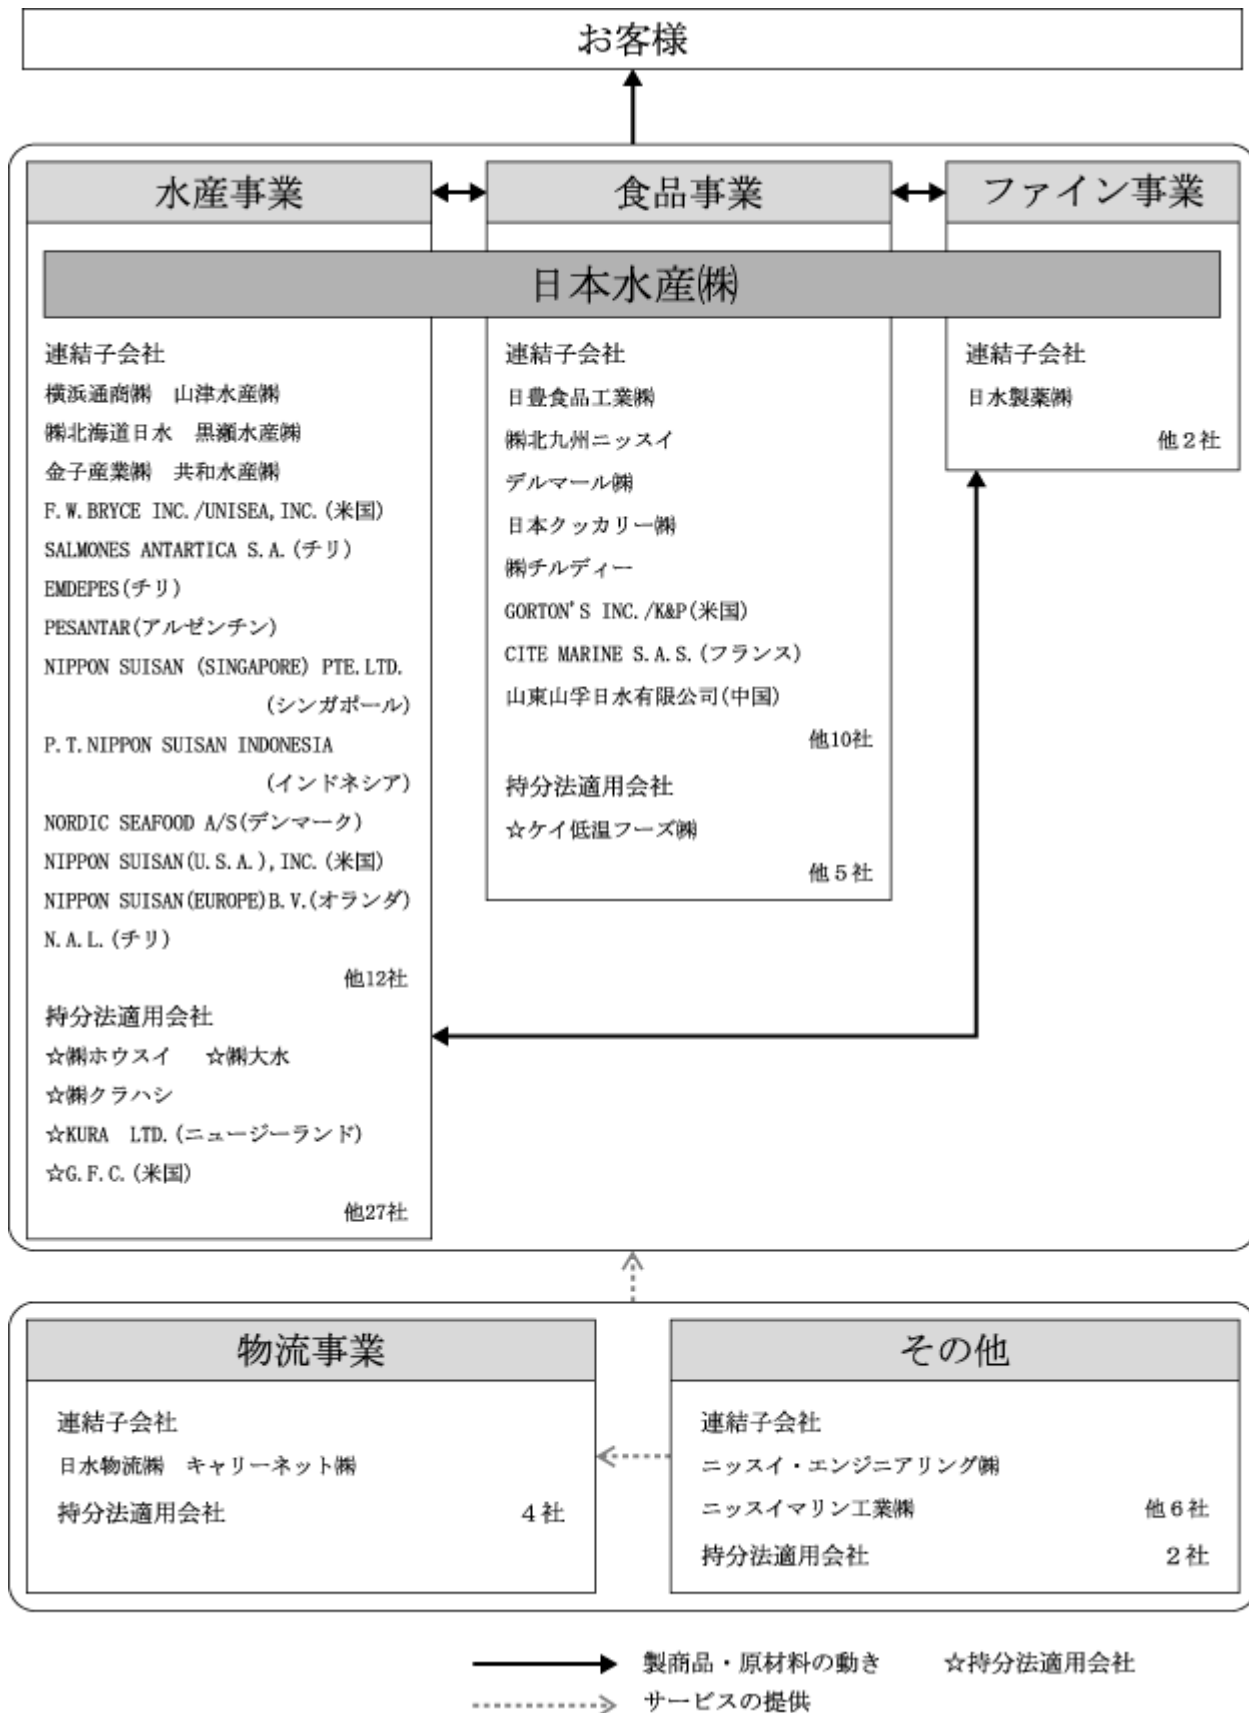 お客様
水産事業
食品事業
ファイン事業
日本水産㈱
連結子会社
横浜通商㈱　山津水産㈱
㈱北海道日水　黒瀬水産㈱
金子産業㈱　共和水産㈱
F.W.BRYCE INC./UNISEA,INC.(米国)
SALMONES ANTARTICA S.A.(チリ)
EMDEPES(チリ)
PESANTAR(アルゼンチン)
NIPPON SUISAN (SINGAPORE) PTE.LTD.
(シンガポール)
P.T.NIPPON SUISAN INDONESIA
(インドネシア)
NORDIC SEAFOOD A/S(デンマーク)
NIPPON SUISAN(U.S.A.),INC.(米国)
NIPPON SUISAN(EUROPE)B.V.(オランダ)
N.A.L.(チリ)
他12社
持分法適用会社
☆㈱ホウスイ　☆㈱大水
☆㈱クラハシ
☆KURA LTD.(ニュージーランド)
☆G.F.C.(米国)
他27社
連結子会社
日豊食品工業㈱
㈱北九州ニッスイ
デルマール㈱
日本クッカリー㈱
㈱チルディー
GORTON'S INC./K&P(米国)
CITE MARINE S.A.S.(フランス)
山東山孚日水有限公司(中国)
他10社
持分法適用会社
☆ケイ低温フーズ㈱
他５社
連結子会社
日水製薬㈱
他２社
物流事業
連結子会社
日水物流㈱　キャリーネット㈱
持分法適用会社　４社
その他
連結子会社
ニッスイ・エンジニアリング㈱
ニッスイマリン工業㈱　他６社
持分法適用会社　２社
製商品・原材料の動き　☆持分法適用会社
サービスの提供